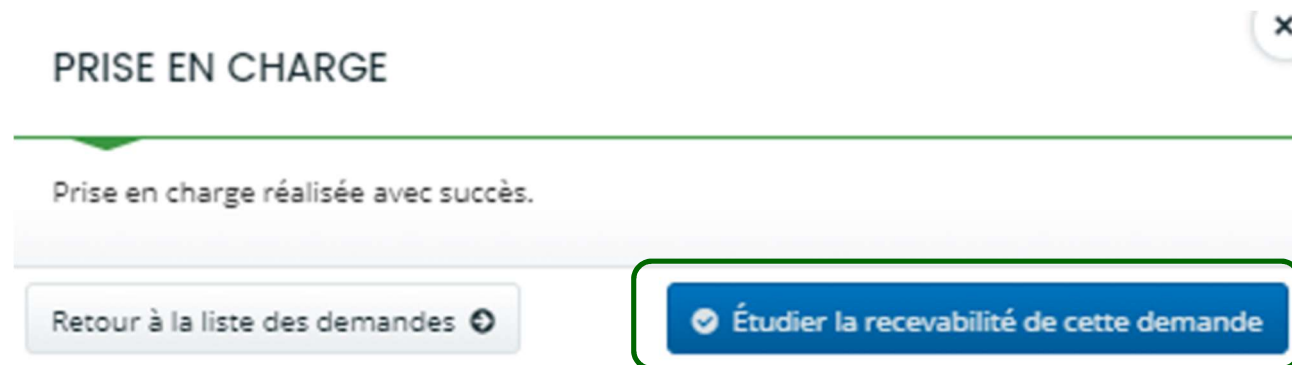 PRISE EN CHARGE
Prise en charge réalisée avec succès.
Retour à la liste des demandes
Étudier la recevabilité de cette demande